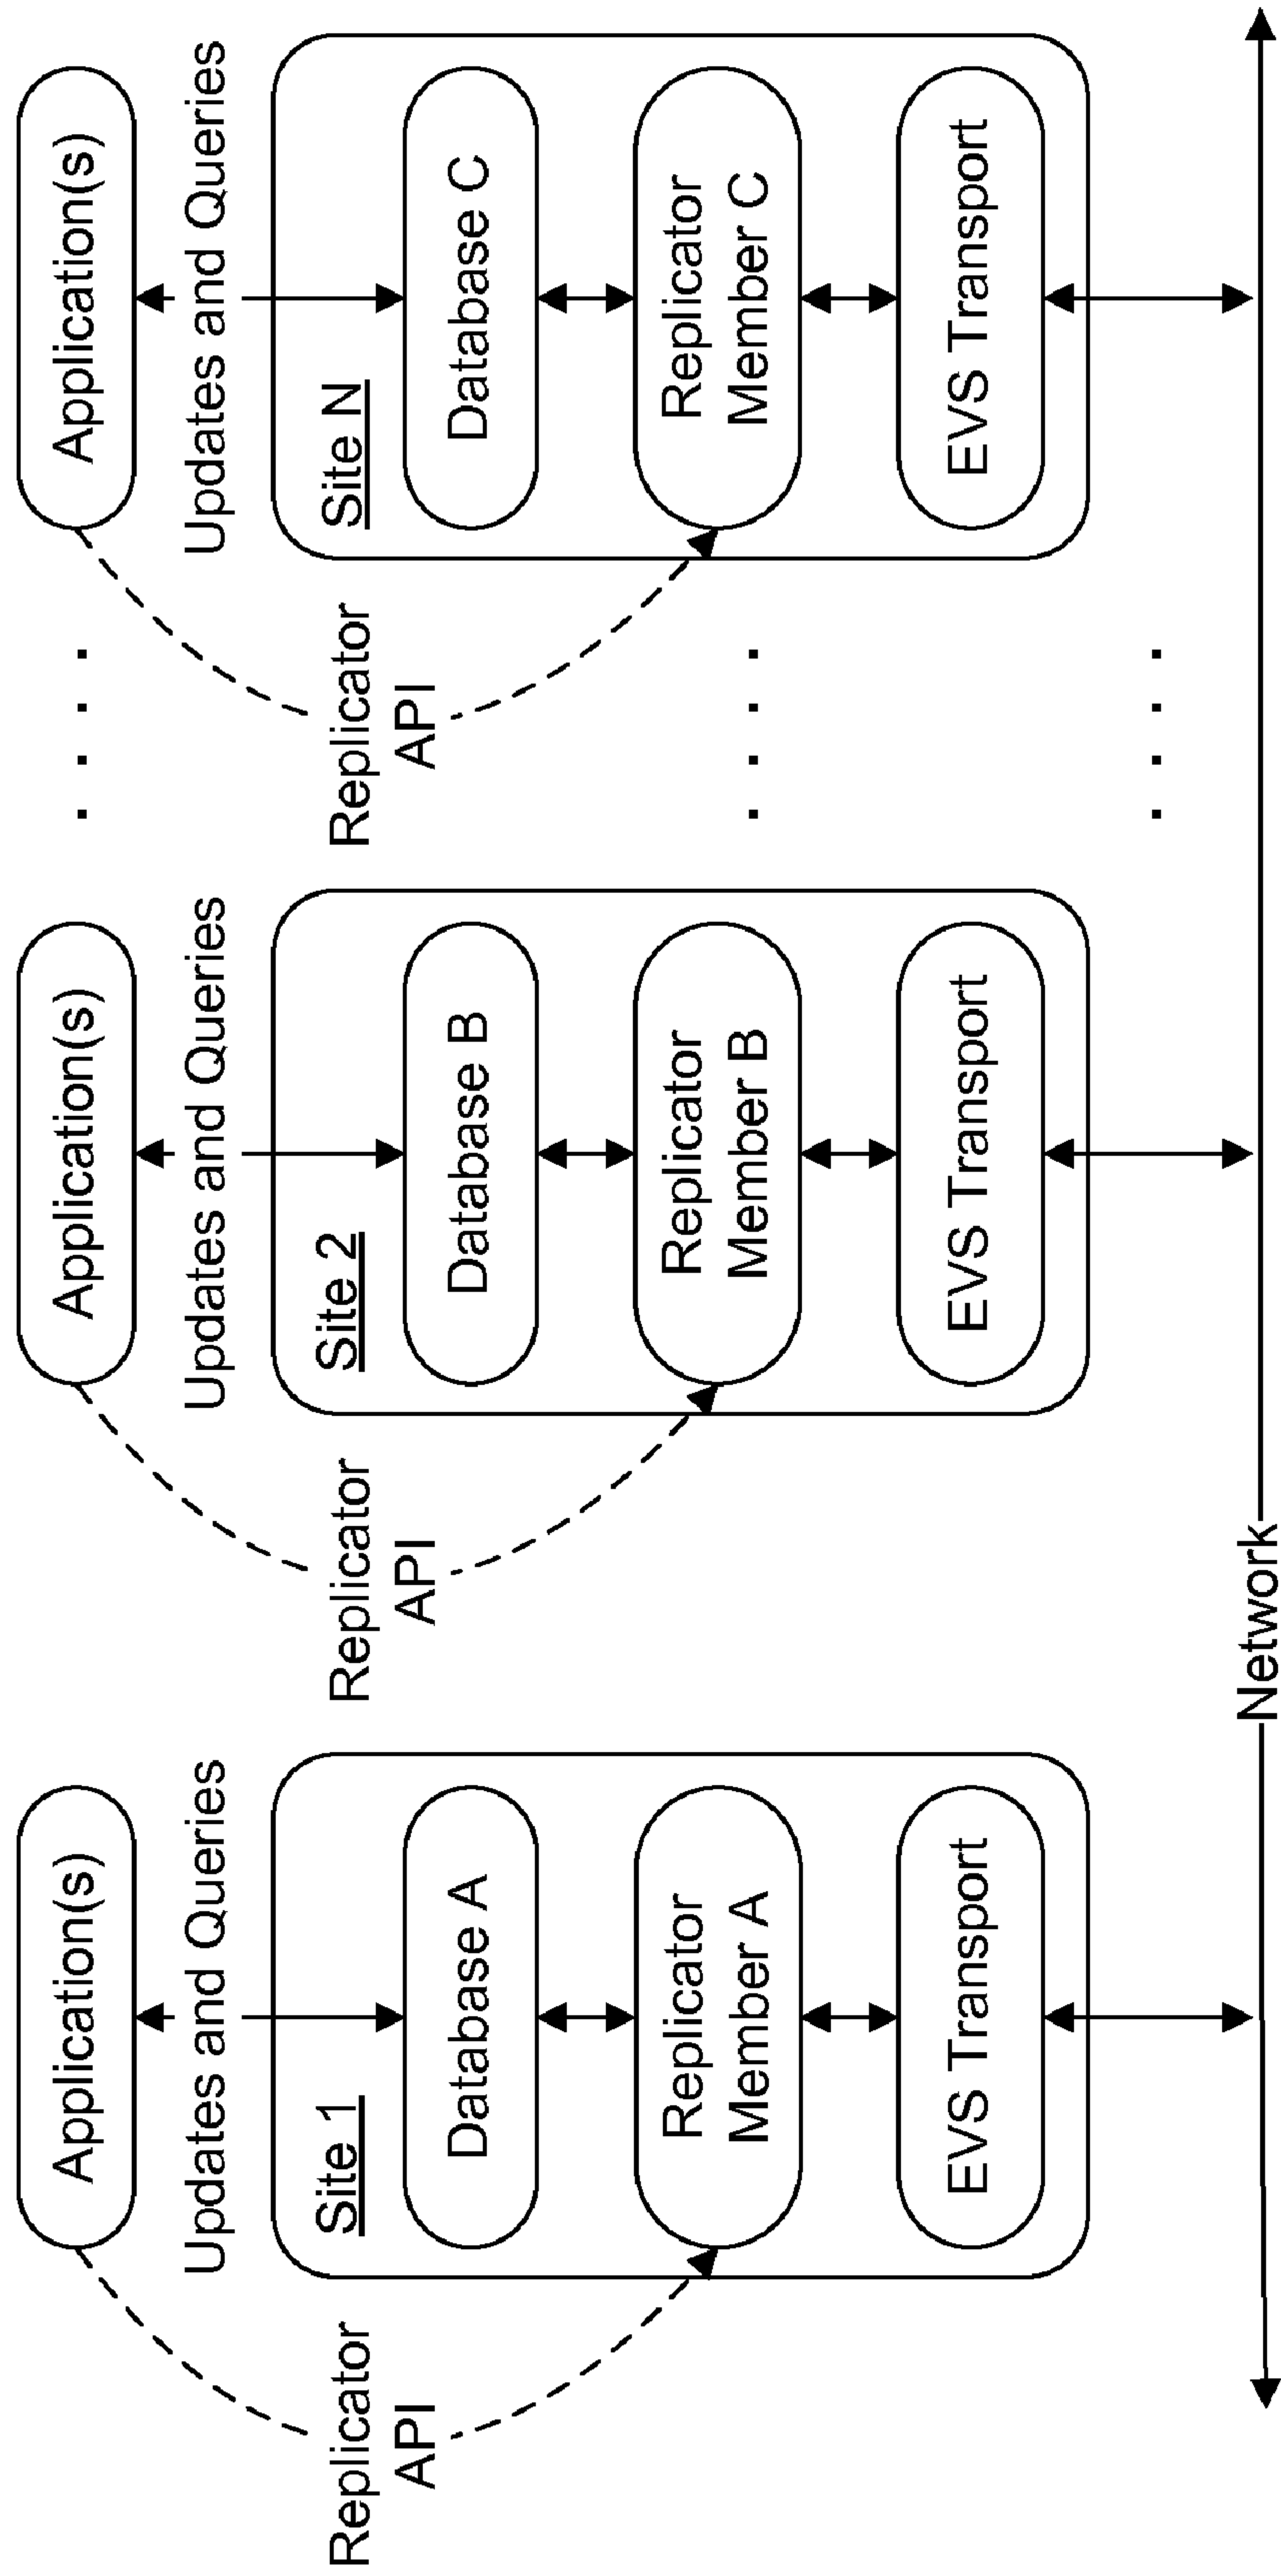 Application(s)
Updates and Queries
Site 1
Database A
Replicator
API
Replicator
Member A
EVS Transport
Application(s)
Updates and Queries
Site 2
Database B
Replicator
API
Replicator
Member B
EVS Transport
. . . .
. . . .
. . . .
Application(s)
Updates and Queries
Site N
Database C
Replicator
API
Replicator
Member C
EVS Transport
Network